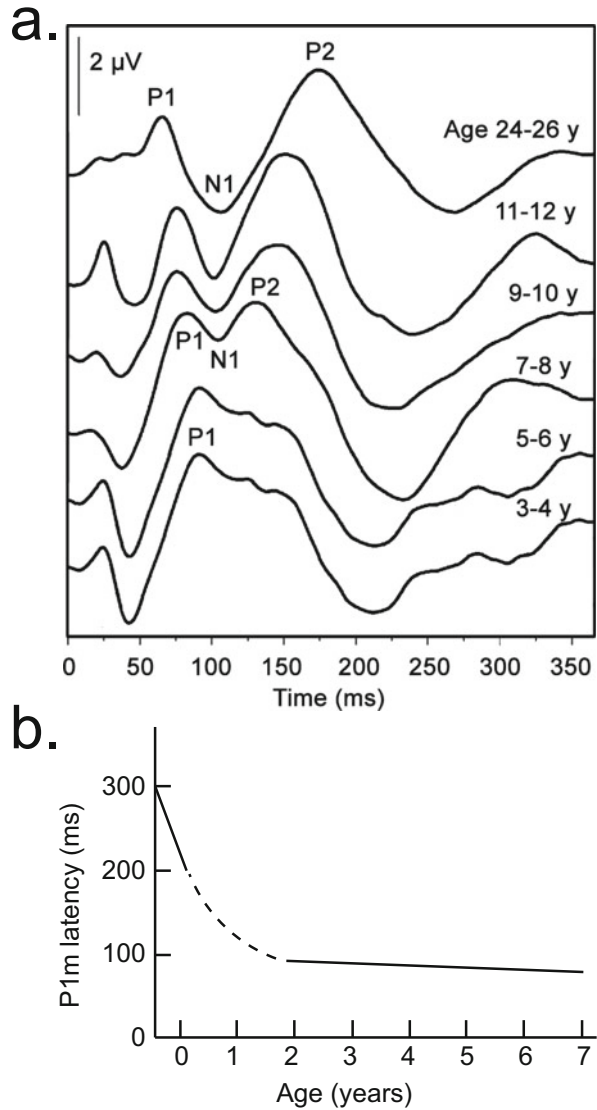 a.
2 µV
P1
N1
P2
Age 24-26 y
11-12 y
9-10 y
P2
P1
N1
7-8 y
5-6 y
P1
3-4 y
0 50 100 150 200 250 300 350
Time (ms)
b.
P1m latency (ms)
300
200
100
0
0 1 2 3 4 5 6 7
Age (years)